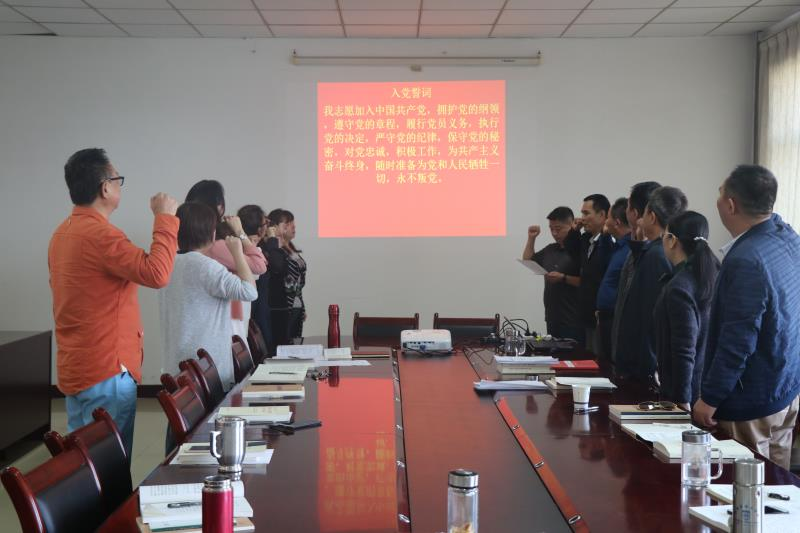 入党誓词
我志愿加入中国共产党，拥护党的纲领
，遵守党的章程，履行党员义务，执行
党的决定，严守党的纪律，保守党的秘
密，对党忠诚，积极工作，为共产主义
奋斗终身，随时准备为党和人民牺牲一
切，永不叛党。